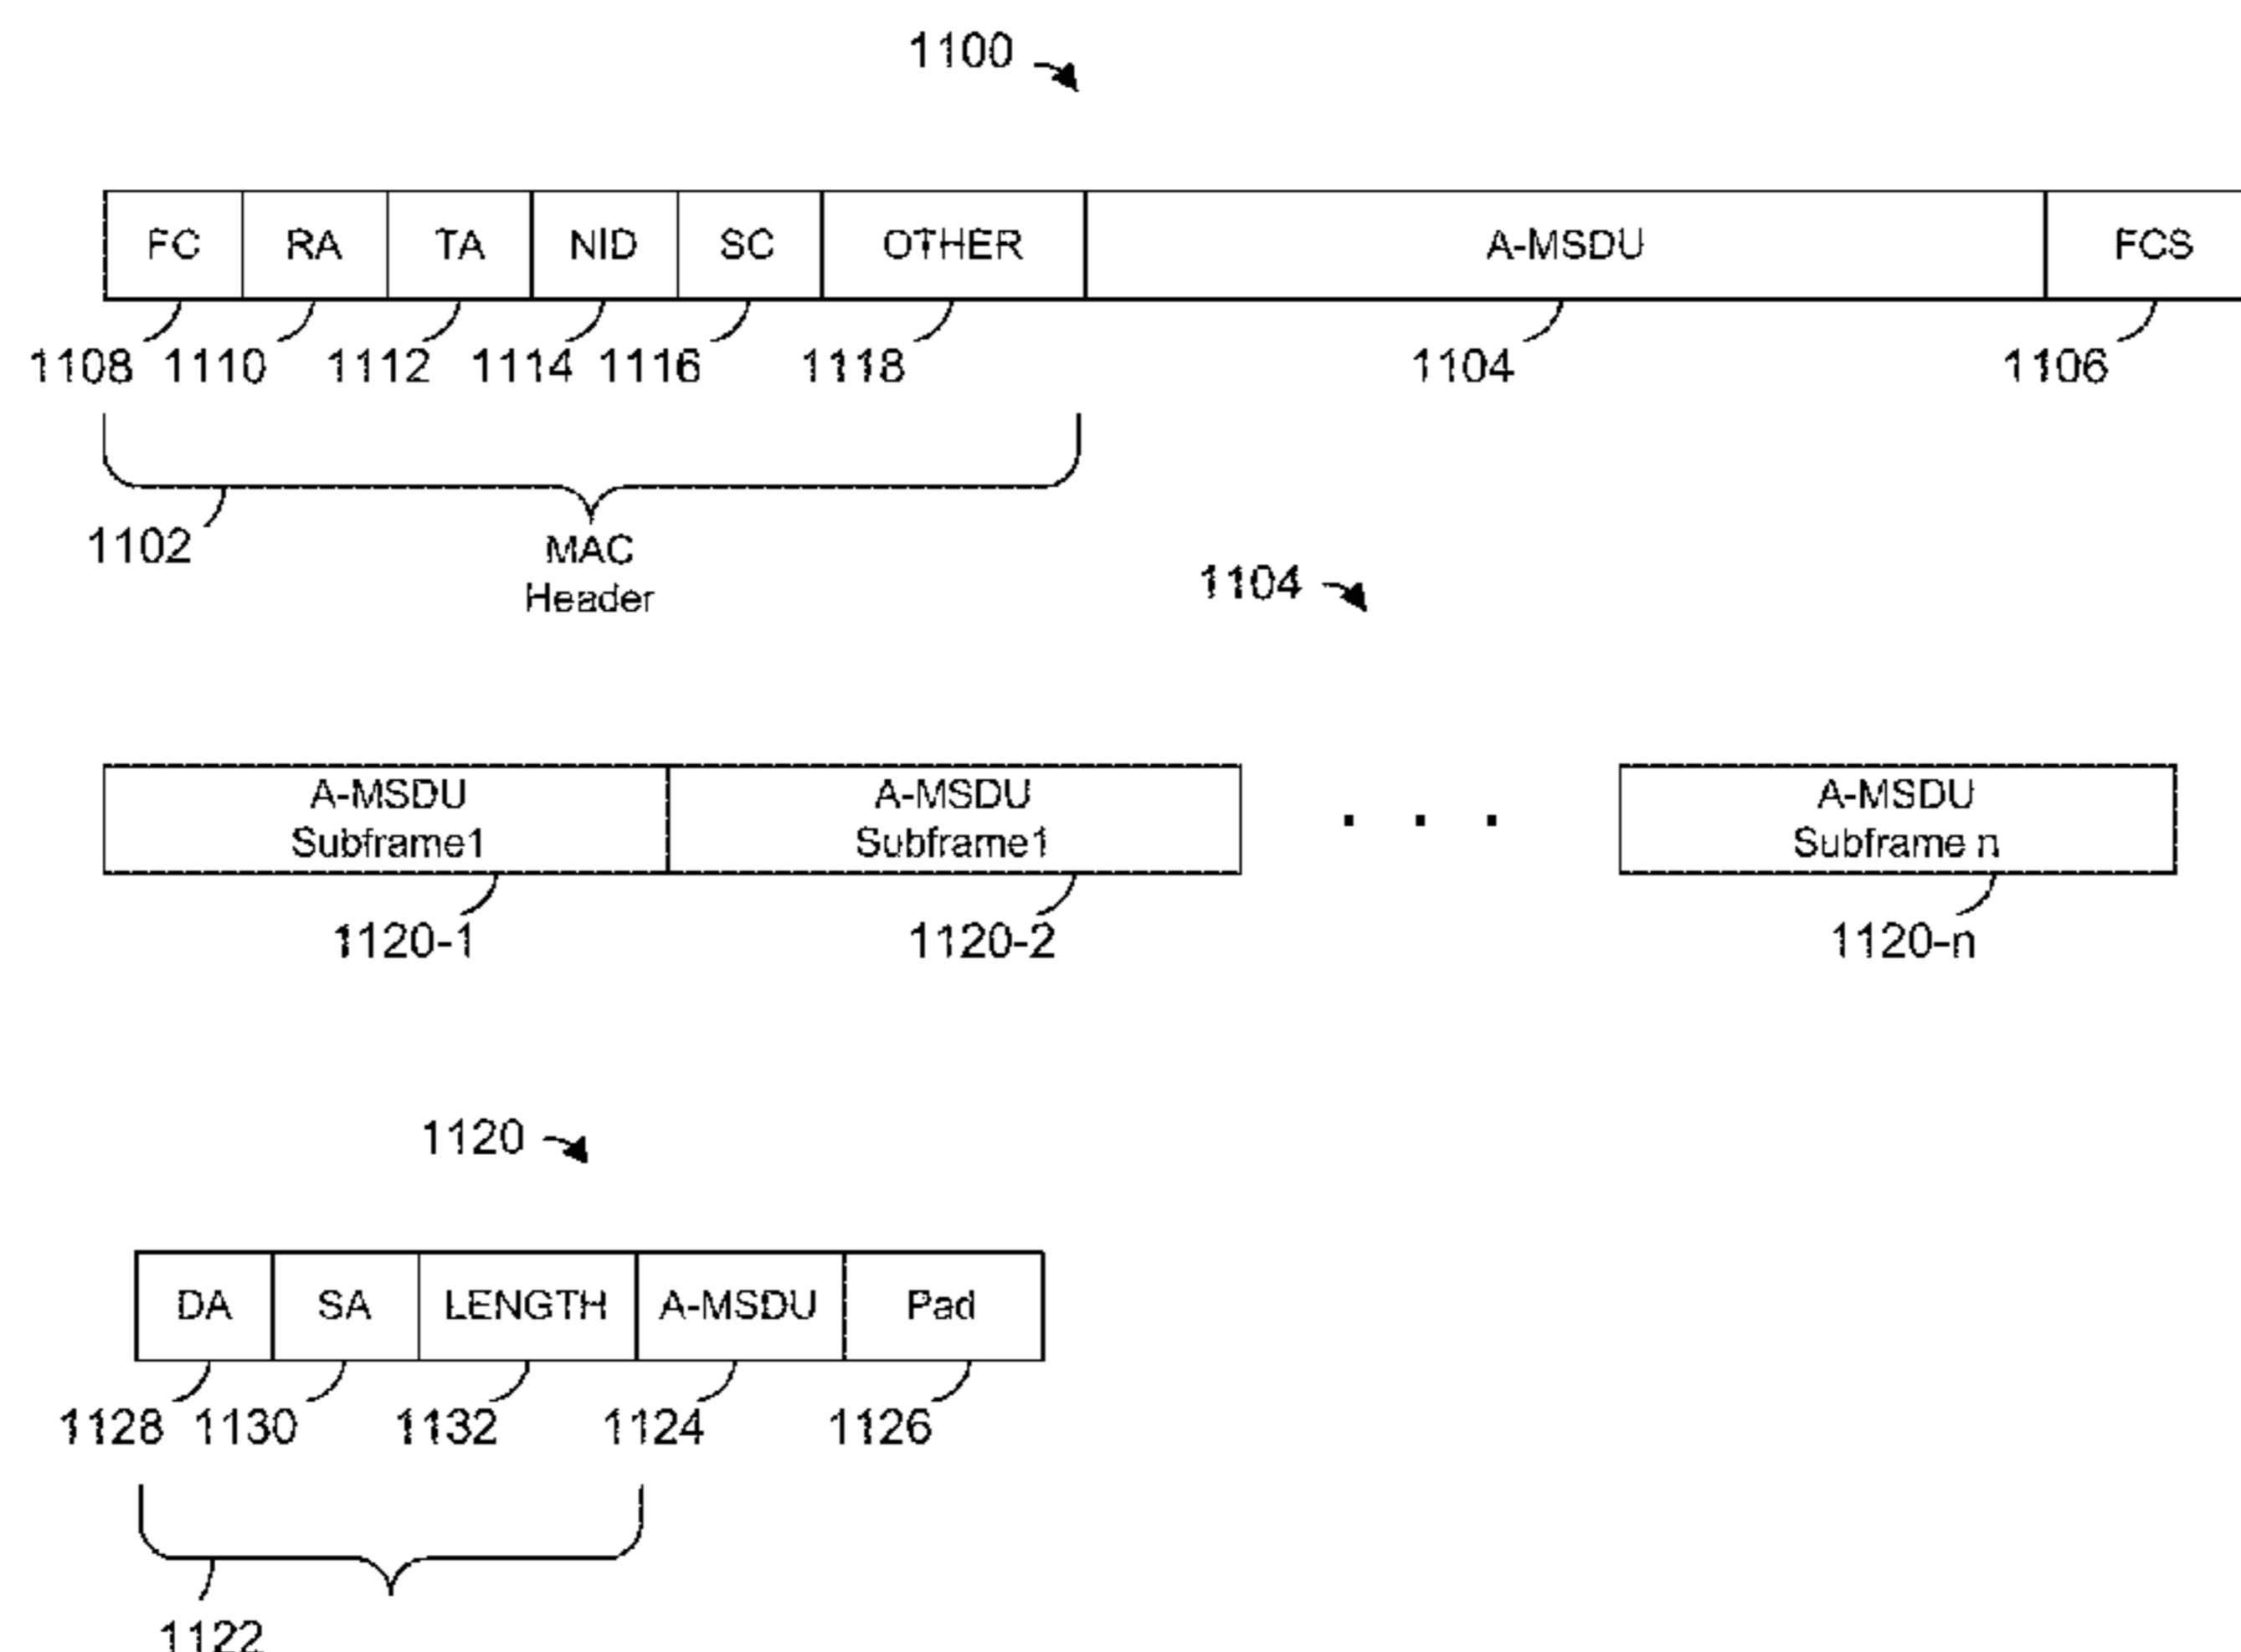 1100
FC RA TA NID SC OTHER A-MSDU FCS
1108 1110 1112 1114 1116 1118 1104 1106
1102
MAC
Header
1104
A-MSDU A-MSDU A-MSDU
Subframe1 Subframe1 . . . Subframe n
1120-1 1120-2 1120-n
1120
DA SA LENGTH A-MSDU Pad
1128 1130 1132 1124 1126
1122